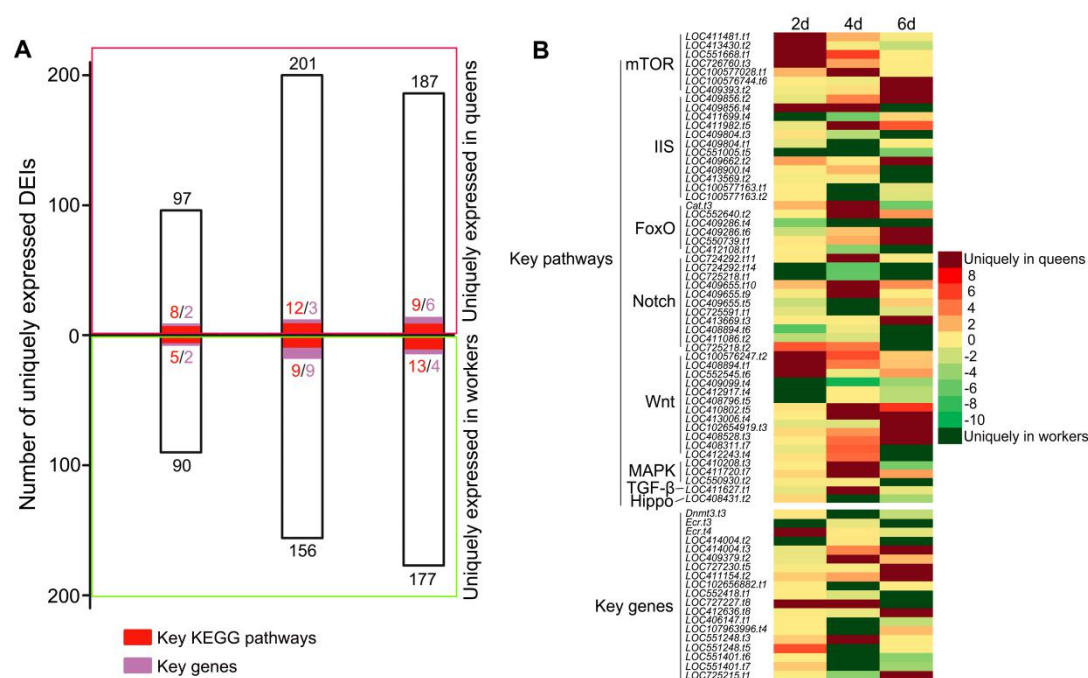 A
Number of uniquely expressed DEIs
200
100
0
100
200
97
201
187
8/2
12/3
9/6
5/2
9/9
13/4
90
156
177
Uniquely expressed in queens
Uniquely expressed in workers
Key KEGG pathways
Key genes
B
2d 4d 6d
Key pathways
mTOR
LOC411481.t1
LOC413430.t2
LOC551668.t1
LOC726760.t3
LOC100577028.t1
LOC100576744.t6
LOC409393.t2
IIS
LOC409856.t2
LOC409856.t4
LOC411699.t4
LOC411982.t5
LOC409804.t3
LOC409804.t1
LOC551005.t5
LOC409662.t2
LOC408900.t4
LOC413569.t2
LOC100577163.t1
LOC100577163.t2
FoxO
Cat.t3
LOC552640.t2
LOC409286.t4
LOC409286.t6
LOC550739.t1
LOC412108.t1
Notch
LOC724292.t11
LOC724292.t14
LOC725218.t1
LOC409655.t10
LOC409655.t9
LOC409655.t5
LOC725591.t1
LOC413669.t3
LOC408894.t6
LOC411086.t2
LOC725218.t2
Wnt
LOC100576247.t2
LOC408894.t1
LOC552545.t6
LOC409099.t4
LOC412917.t4
LOC408796.t5
LOC410802.t5
LOC413006.t4
LOC102654919.t3
LOC408528.t3
LOC408311.t7
LOC412243.t4
MAPK
LOC410208.t3
LOC411720.t7
LOC550930.t2
TGF-β
LOC411627.t1
Hippo
LOC408431.t2
Key genes
Dnmt3.t3
Ecr.t3
Ecr.t4
LOC414004.t2
LOC414004.t3
LOC409379.t2
LOC727230.t5
LOC411154.t2
LOC102656882.t1
LOC552418.t1
LOC727227.t8
LOC412636.t8
LOC406147.t1
LOC107963996.t4
LOC551248.t3
LOC551248.t5
LOC551401.t6
LOC551401.t7
LOC725215.t1
Uniquely in queens
8
6
4
2
0
-2
-4
-6
-8
-10
Uniquely in workers